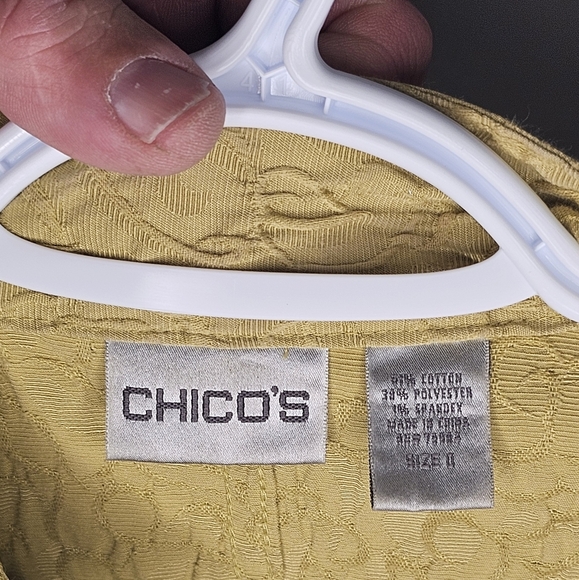 CHICO'S
61% COTTON
38% POLYESTER
1% SPANDEX
MADE IN CHINA
SIZE 0